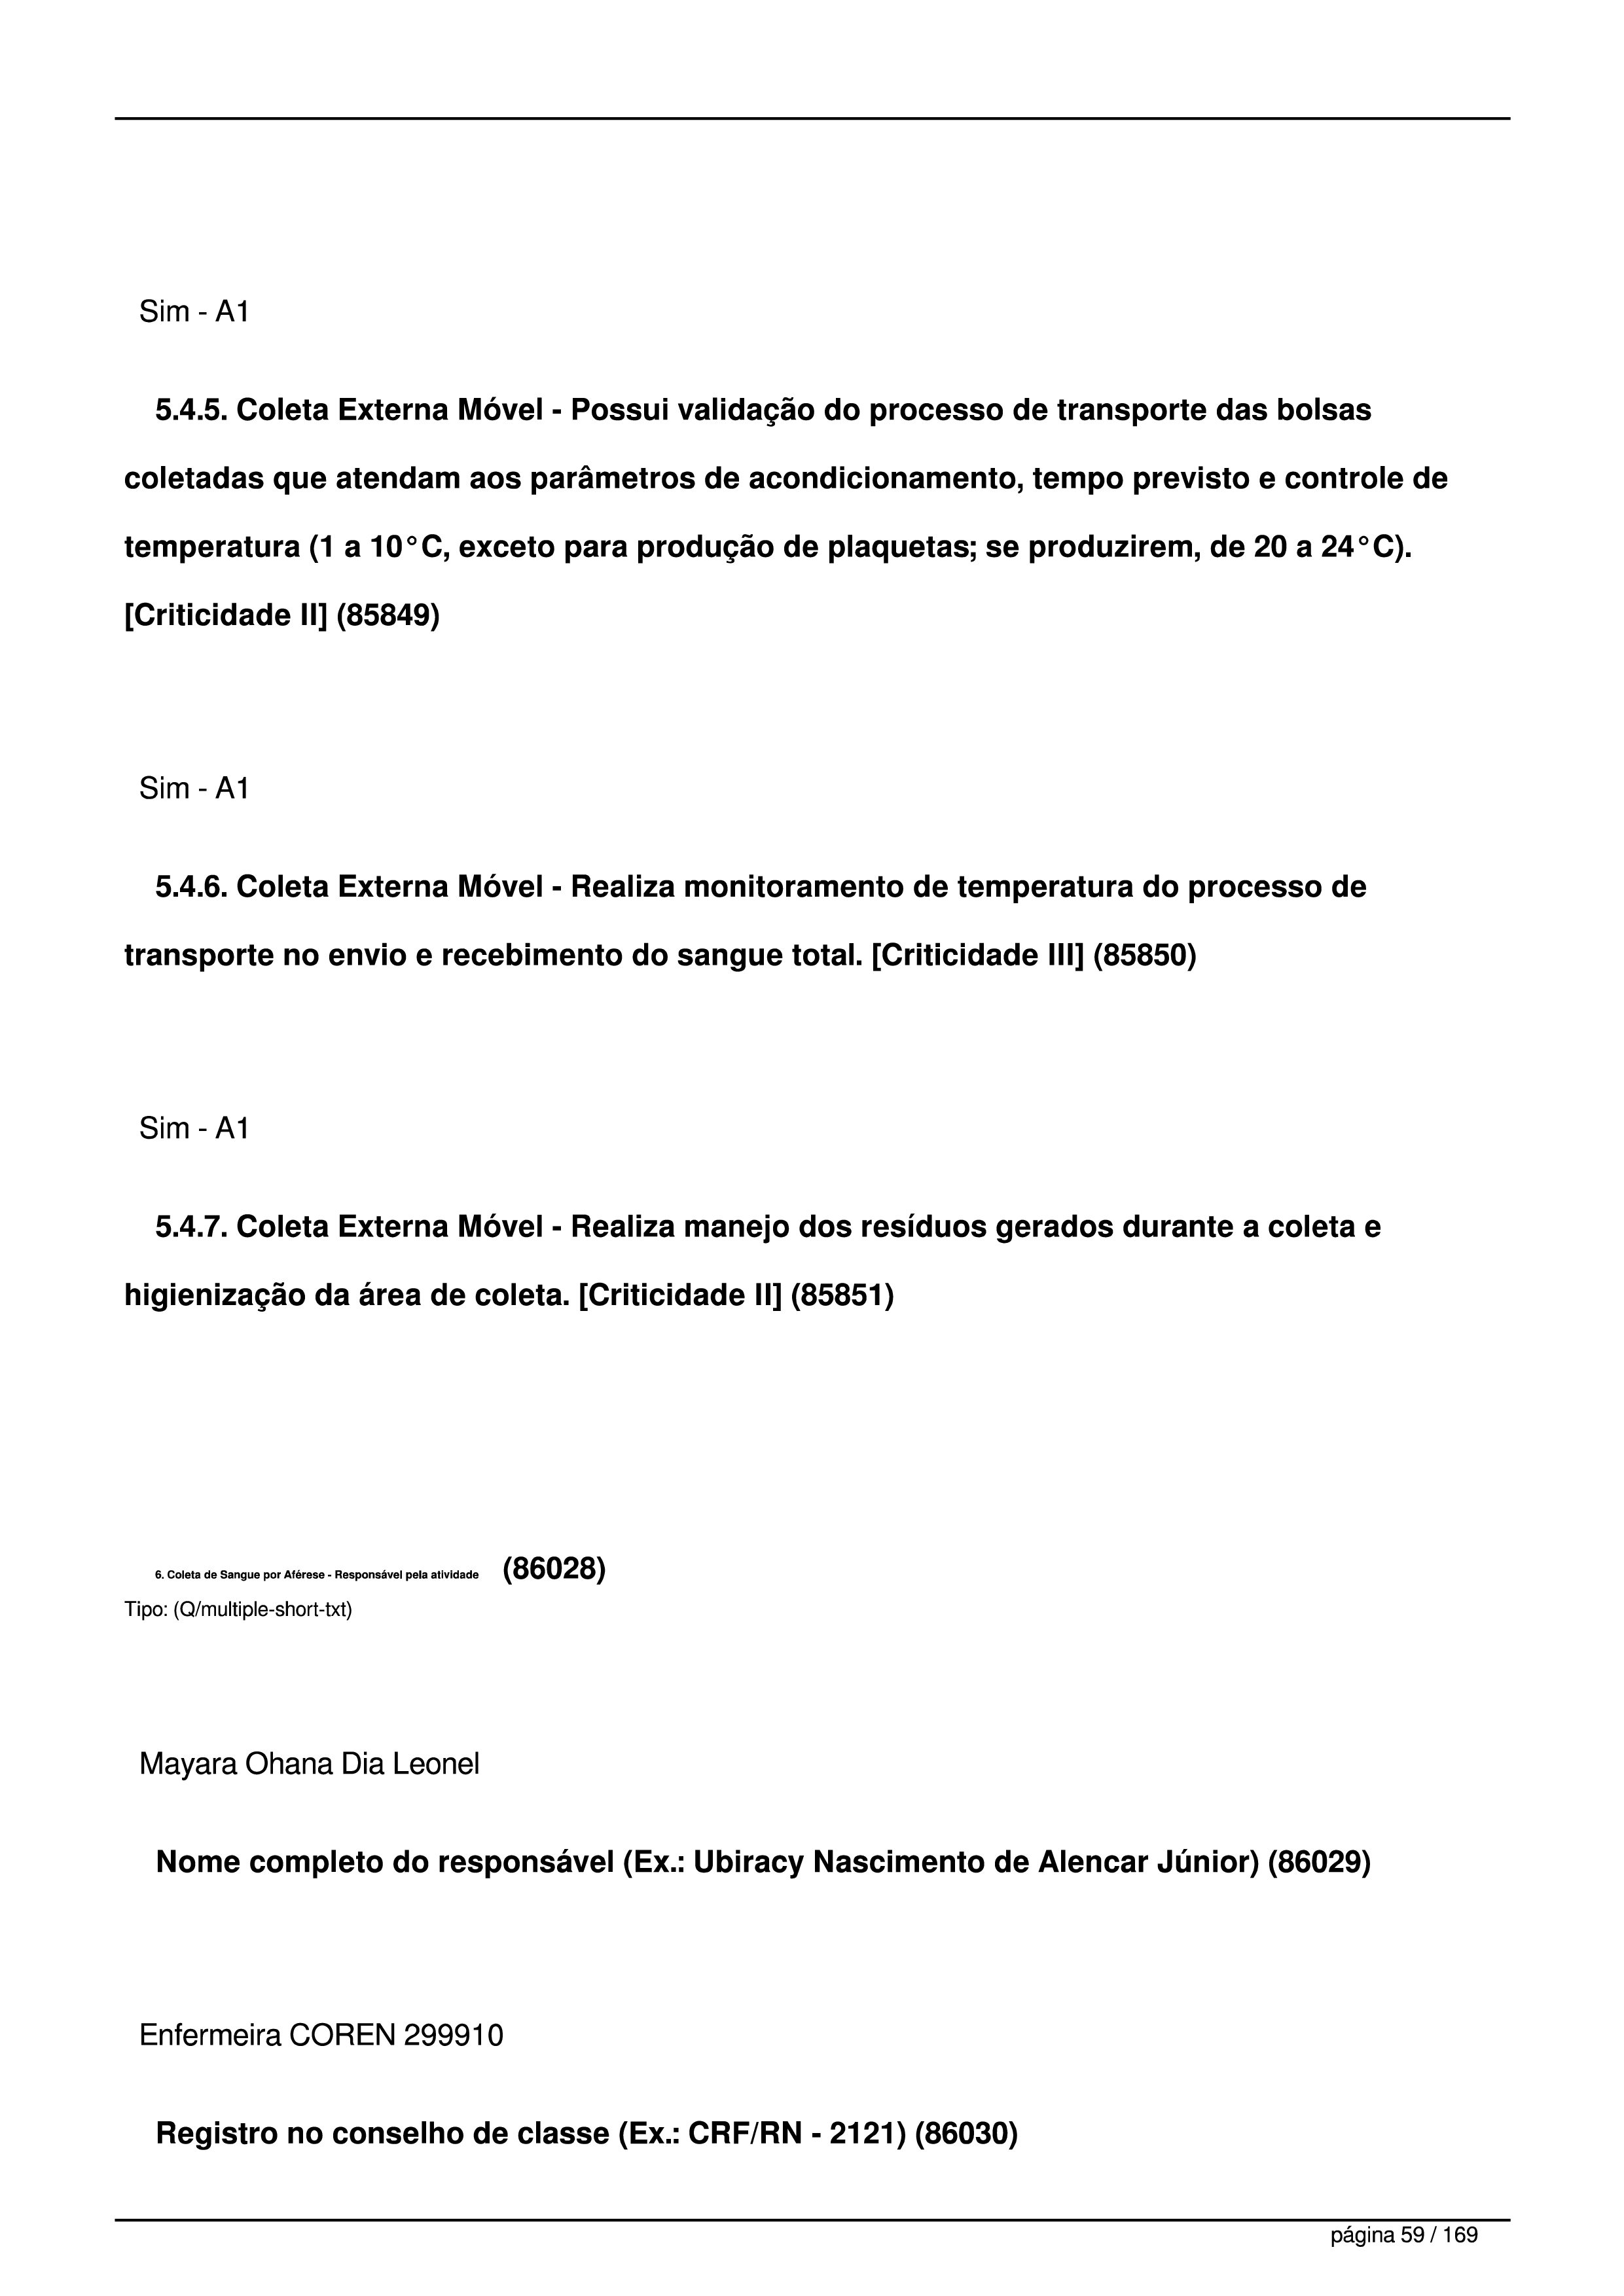 Sim - A1
5.4.5. Coleta Externa Móvel - Possui validação do processo de transporte das bolsas
coletadas que atendam aos parâmetros de acondicionamento, tempo previsto e controle de
temperatura (1 a 10°C, exceto para produção de plaquetas; se produzirem, de 20 a 24°C).
[Criticidade II] (85849)
Sim - A1
5.4.6. Coleta Externa Móvel - Realiza monitoramento de temperatura do processo de
transporte no envio e recebimento do sangue total. [Criticidade III] (85850)
Sim - A1
5.4.7. Coleta Externa Móvel - Realiza manejo dos resíduos gerados durante a coleta e
higienização da área de coleta. [Criticidade II] (85851)
6. Coleta de Sangue por Aférese - Responsável pela atividade (86028)
Tipo: (Q/multiple-short-txt)
Mayara Ohana Dia Leonel
Nome completo do responsável (Ex.: Ubiracy Nascimento de Alencar Júnior) (86029)
Enfermeira COREN 299910
Registro no conselho de classe (Ex.: CRF/RN - 2121) (86030)
página 59 / 169